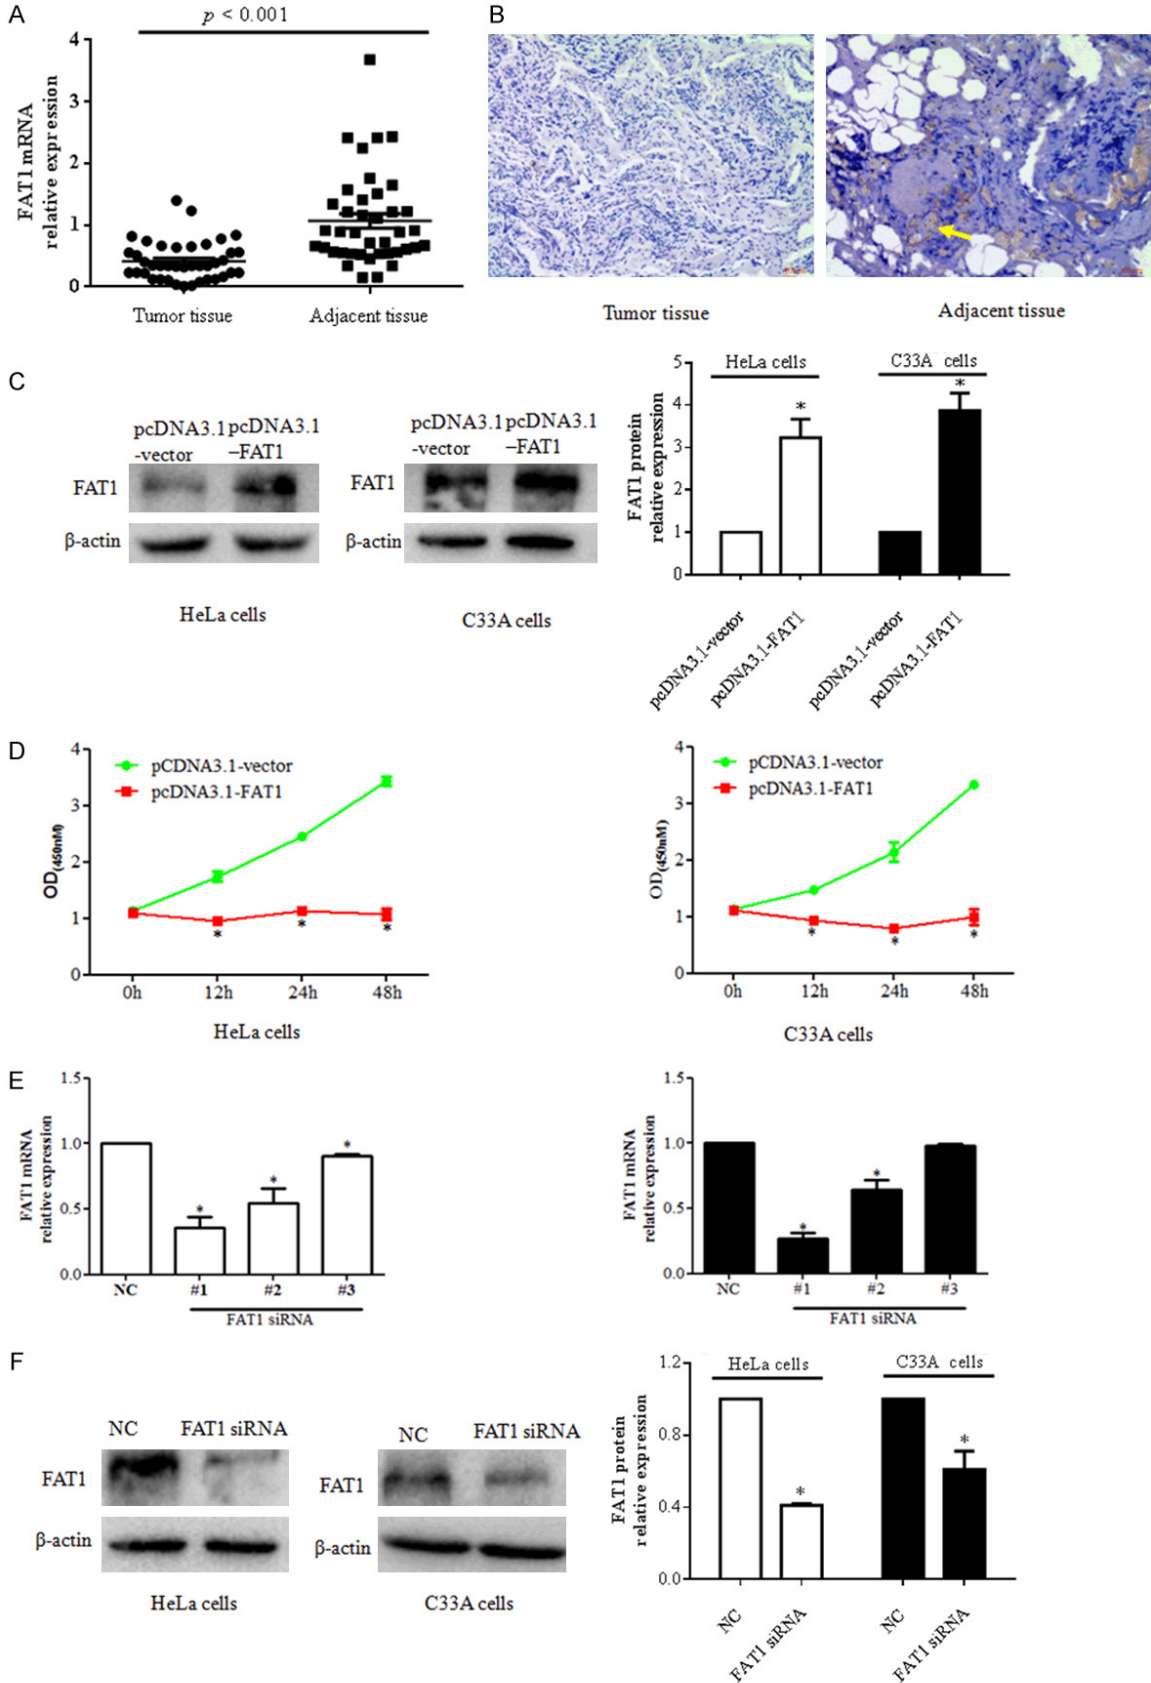 A
p < 0.001
FAT1 mRNA
relative expression
4
3
2
1
0
Tumor tissue
Adjacent tissue
B
Tumor tissue
Adjacent tissue
C
pcDNA3.1
-vector
pcDNA3.1
–FAT1
FAT1
β-actin
HeLa cells
pcDNA3.1
-vector
pcDNA3.1
–FAT1
FAT1
β-actin
C33A cells
FAT1 protein
relative expression
5
4
3
2
1
0
HeLa cells
C33A cells
*
*
pcDNA3.1-vector
pcDNA3.1-FAT1
pcDNA3.1-vector
pcDNA3.1-FAT1
D
OD(450nM)
4
3
2
1
0
pCDNA3.1-vector
pcDNA3.1-FAT1
*
*
*
0h
12h
24h
48h
HeLa cells
OD(450nM)
4
3
2
1
0
pCDNA3.1-vector
pcDNA3.1-FAT1
*
*
*
0h
12h
24h
48h
C33A cells
E
FAT1 mRNA
relative expression
1.5
1.0
0.5
0.0
*
*
*
NC
#1
#2
#3
FAT1 siRNA
FAT1 mRNA
relative expression
1.5
1.0
0.5
0.0
*
*
NC
#1
#2
#3
FAT1 siRNA
F
NC
FAT1 siRNA
FAT1
β-actin
HeLa cells
NC
FAT1 siRNA
FAT1
β-actin
C33A cells
FAT1 protein
relative expression
1.2
0.8
0.4
0.0
HeLa cells
C33A cells
*
*
NC
FAT1 siRNA
NC
FAT1 siRNA